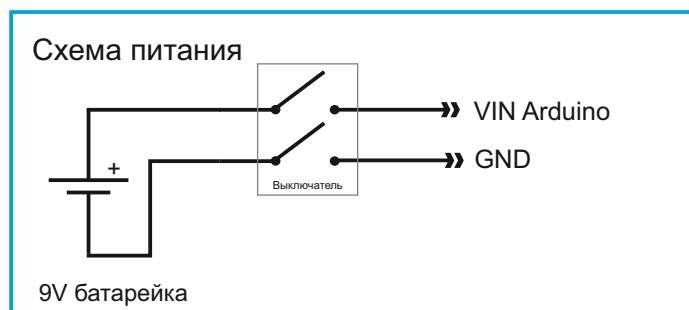 Схема питания
VIN Arduino
GND
Выключатель
+
9V батарейка